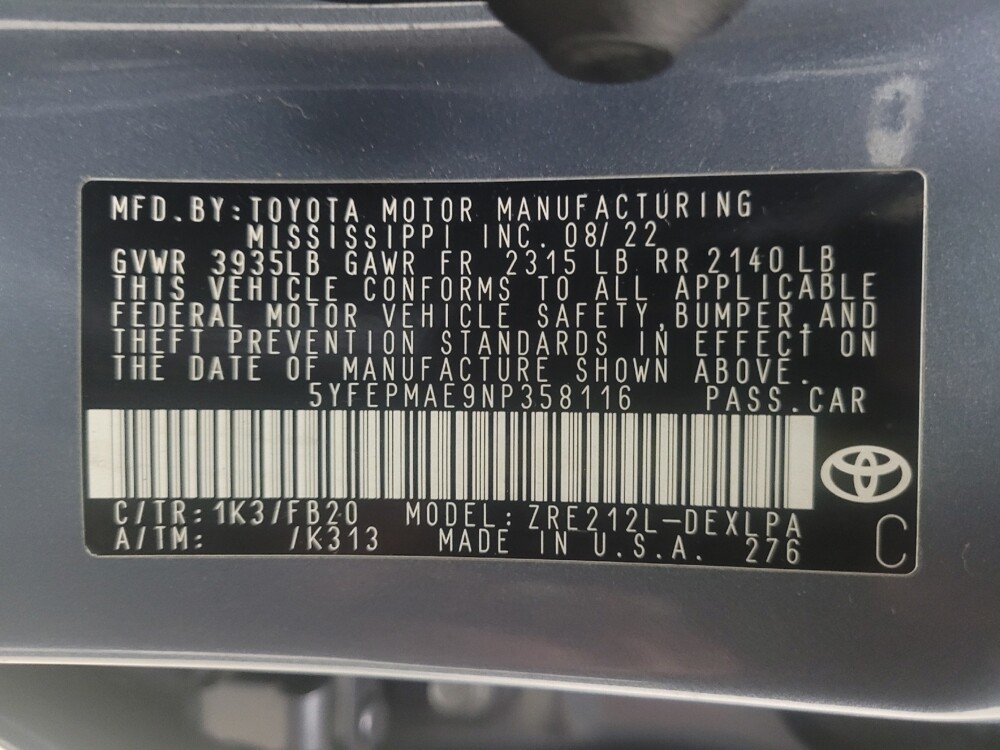 MFD.BY:TOYOTA MOTOR MANUFACTURING
MISSISSIPPI INC. 08/22
GVWR 3935LB GAWR FR 2315 LB RR 2140 LB
THIS VEHICLE CONFORMS TO ALL APPLICABLE
FEDERAL MOTOR VEHICLE SAFETY,BUMPER,AND
THEFT PREVENTION STANDARDS IN EFFECT ON
THE DATE OF MANUFACTURE SHOWN ABOVE.
5YFEPMAE9NP358116 PASS.CAR
C/TR:1K3/FB20 MODEL:ZRE212L-DEXLPA
A/TM: /K313 MADE IN U.S.A. 276
C